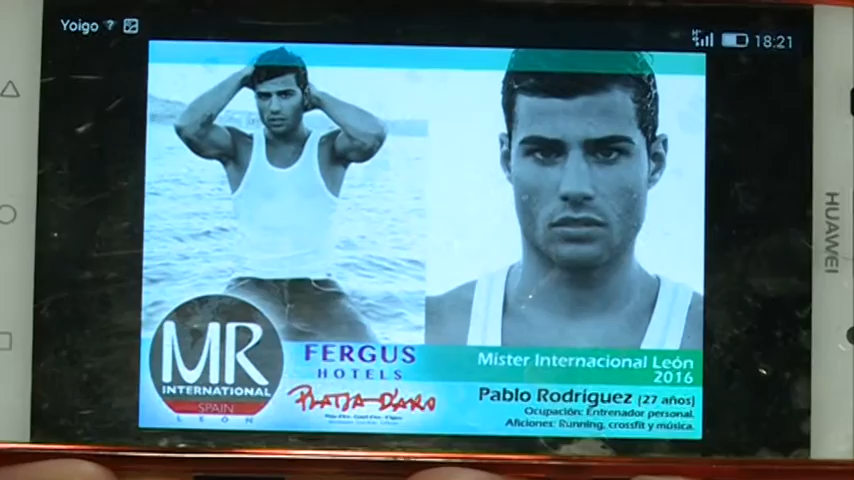 Yoigo ?
18:21
HUAWEI
MR
INTERNATIONAL
SPAIN
LEÓN
FERGUS
HOTELS
PLATJA D'ARO
Míster Internacional León
2016
Pablo Rodríguez (27 años)
Ocupación: Entrenador personal.
Aficiones: Running, crossfit y música.